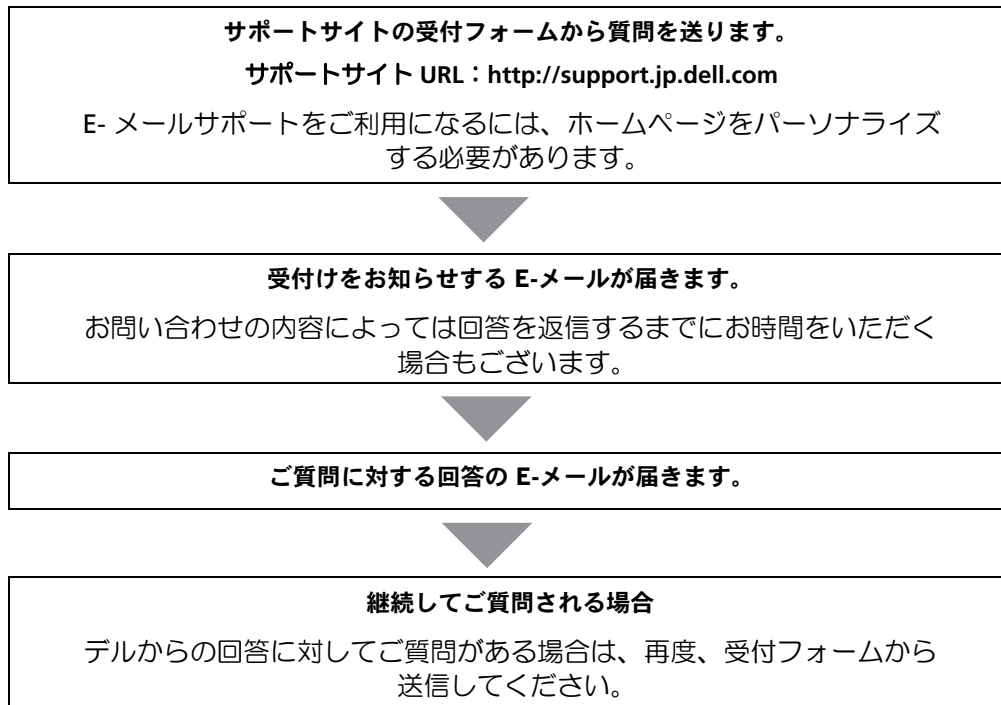 サポートサイトの受付フォームから質問を送ります。
サポートサイト URL：http://support.jp.dell.com
E- メールサポートをご利用になるには、ホームページをパーソナライズ
する必要があります。
受付けをお知らせする E-メールが届きます。
お問い合わせの内容によっては回答を返信するまでにお時間をいただく
場合もございます。
ご質問に対する回答の E-メールが届きます。
継続してご質問される場合
デルからの回答に対してご質問がある場合は、再度、受付フォームから
送信してください。